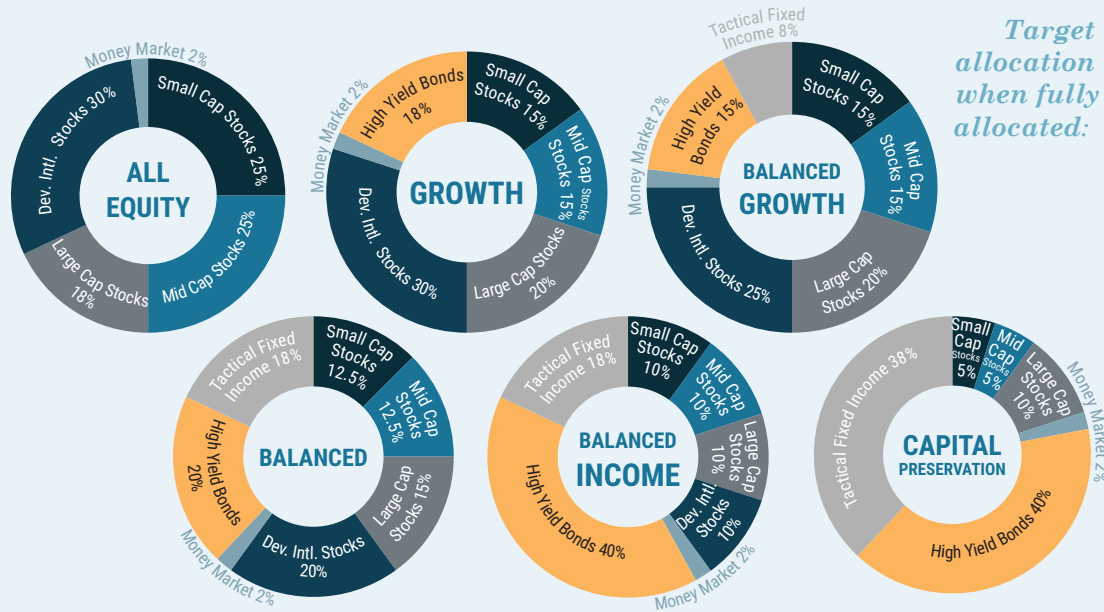 Target
allocation
when fully
allocated:
Money Market 2%
Small Cap Stocks 25%
Mid Cap Stocks 25%
Large Cap Stocks
18%
Dev. Intl. Stocks 30%
ALL
EQUITY
High Yield Bonds
18%
Small Cap
Stocks 15%
Mid Cap
Stocks 15%
Large Cap Stocks
20%
Dev. Intl. Stocks 30%
Money Market 2%
GROWTH
Tactical Fixed
Income 8%
Small Cap
Stocks 15%
Mid Cap
Stocks 15%
Large Cap
Stocks 20%
Dev. Intl. Stocks 25%
Money Market 2%
High Yield
Bonds 15%
BALANCED
GROWTH
Tactical Fixed
Income 18%
Small Cap
Stocks
12.5%
Mid Cap
Stocks
12.5%
Large Cap
Stocks 15%
Dev. Intl. Stocks
20%
Money Market 2%
High Yield Bonds
20%
BALANCED
Tactical Fixed
Income 18%
Small Cap
Stocks
10%
Mid Cap
Stocks
10%
Large Cap
Stocks
10%
Dev. Intl.
Stocks
10%
Money Market 2%
High Yield Bonds 40%
BALANCED
INCOME
Tactical Fixed Income 38%
Small
Cap
Stocks
5%
Mid
Cap
Stocks
5%
Large Cap
Stocks
10%
Money Market 2%
High Yield Bonds 40%
CAPITAL
PRESERVATION